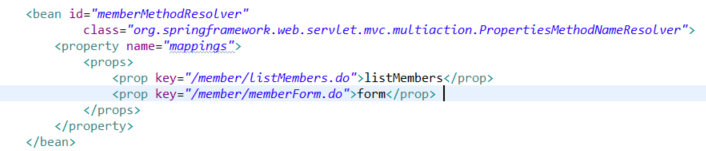 <bean id="memberMethodResolver"
class="org.springframework.web.servlet.mvc.multiaction.PropertiesMethodNameResolver">
<property name="mappings">
<props>
<prop key="/member/listMembers.do">listMembers</prop>
<prop key="/member/memberForm.do">form</prop>
</props>
</property>
</bean>